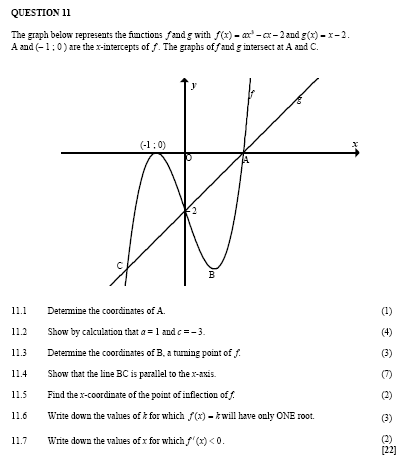 QUESTION 11
The graph below represents the functions f and g with f(x) = ax³ – cx – 2 and g(x) = x – 2.
A and (– 1 ; 0) are the x-intercepts of f. The graphs of f and g intersect at A and C.
y
f
g
(-1 ; 0)
x
O
A
-2
C
B
11.1 Determine the coordinates of A. (1)
11.2 Show by calculation that a = 1 and c = – 3. (4)
11.3 Determine the coordinates of B, a turning point of f. (3)
11.4 Show that the line BC is parallel to the x-axis. (7)
11.5 Find the x-coordinate of the point of inflection of f. (2)
11.6 Write down the values of k for which f(x) = k will have only ONE root. (3)
11.7 Write down the values of x for which f′(x) < 0. (2)
[22]